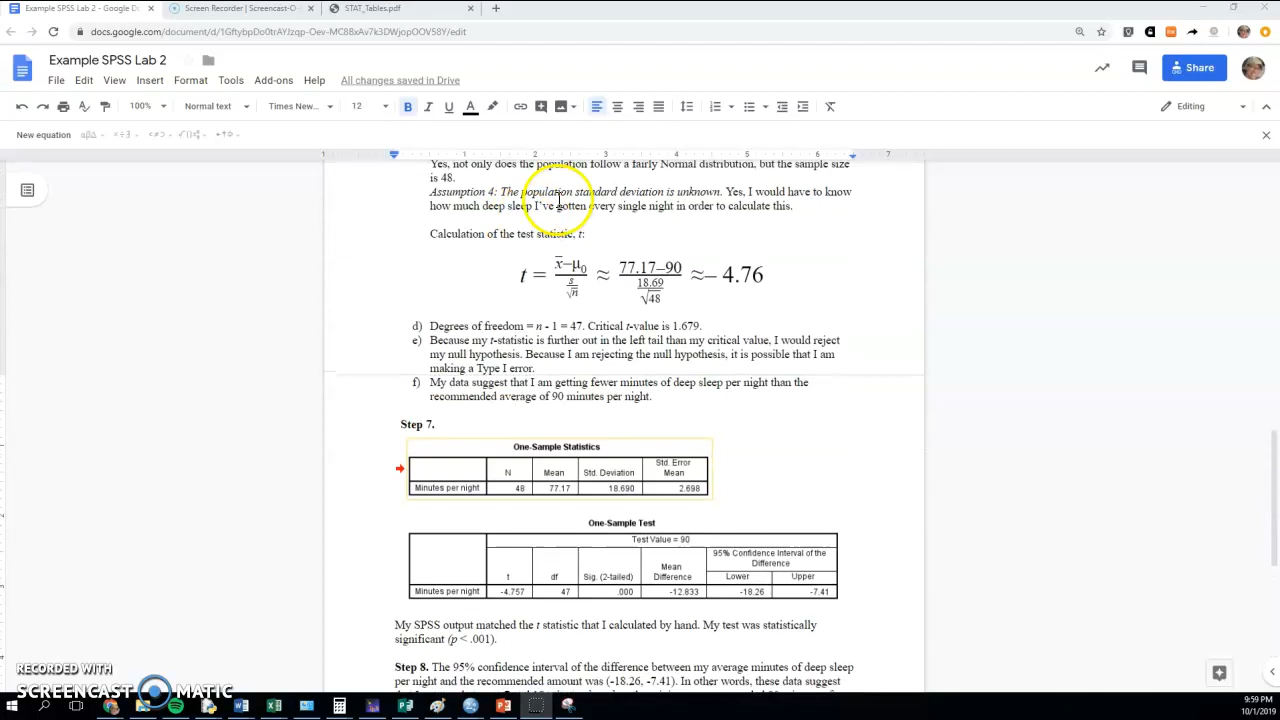 Example SPSS Lab 2 - Google D
Screen Recorder | Screencast-O
STAT_Tables.pdf
docs.google.com/document/d/1GftybpDo0trAYJzqp-Oev-MC8BxAv7k3DWjopOOV58Y/edit
Example SPSS Lab 2
File Edit View Insert Format Tools Add-ons Help All changes saved in Drive
Share
100% Normal text Times New... 12 B I U A Editing
New equation
1 1 2 3 4 5 6 7
Yes, not only does the population follow a fairly Normal distribution, but the sample size
is 48.
Assumption 4: The population standard deviation is unknown. Yes, I would have to know
how much deep sleep I've gotten every single night in order to calculate this.
Calculation of the test statistic, t:
t = x̄–μ0 / s/√n ≈ 77.17–90 / 18.69/√48 ≈– 4.76
d) Degrees of freedom = n - 1 = 47. Critical t-value is 1.679.
e) Because my t-statistic is further out in the left tail than my critical value, I would reject
my null hypothesis. Because I am rejecting the null hypothesis, it is possible that I am
making a Type I error.
f) My data suggest that I am getting fewer minutes of deep sleep per night than the
recommended average of 90 minutes per night.
Step 7.
One-Sample Statistics
N Mean Std. Deviation Std. Error Mean
Minutes per night 48 77.17 18.690 2.698
One-Sample Test
Test Value = 90
95% Confidence Interval of the Difference
t df Sig. (2-tailed) Mean Difference Lower Upper
Minutes per night -4.757 47 .000 -12.833 -18.26 -7.41
My SPSS output matched the t statistic that I calculated by hand. My test was statistically
significant (p < .001).
Step 8. The 95% confidence interval of the difference between my average minutes of deep sleep
per night and the recommended amount was (-18.26, -7.41). In other words, these data suggest
RECORDED WITH
SCREENCAST MATIC
9:59 PM
10/1/2019